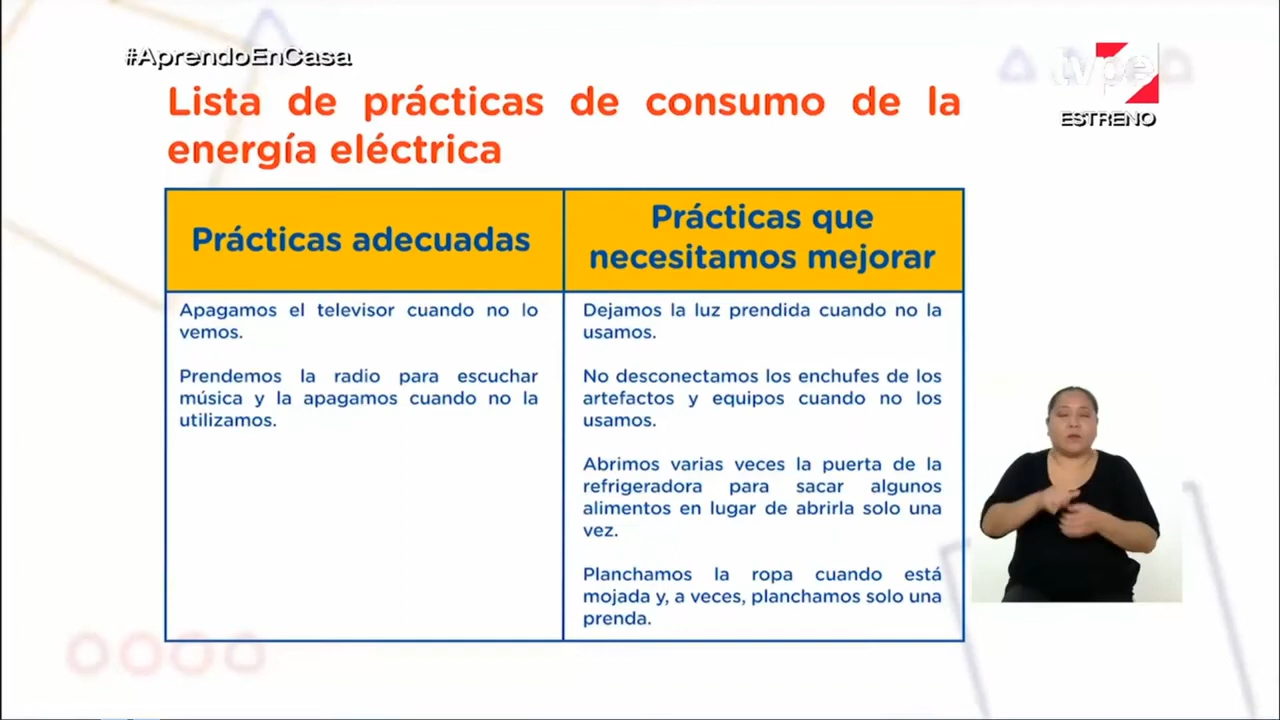 #AprendoEnCasa
tvpe
ESTRENO
Lista de prácticas de consumo de la
energía eléctrica
Prácticas adecuadas
Prácticas que
necesitamos mejorar
Apagamos el televisor cuando no lo
vemos.
Prendemos la radio para escuchar
música y la apagamos cuando no la
utilizamos.
Dejamos la luz prendida cuando no la
usamos.
No desconectamos los enchufes de los
artefactos y equipos cuando no los
usamos.
Abrimos varias veces la puerta de la
refrigeradora para sacar algunos
alimentos en lugar de abrirla solo una
vez.
Planchamos la ropa cuando está
mojada y, a veces, planchamos solo una
prenda.